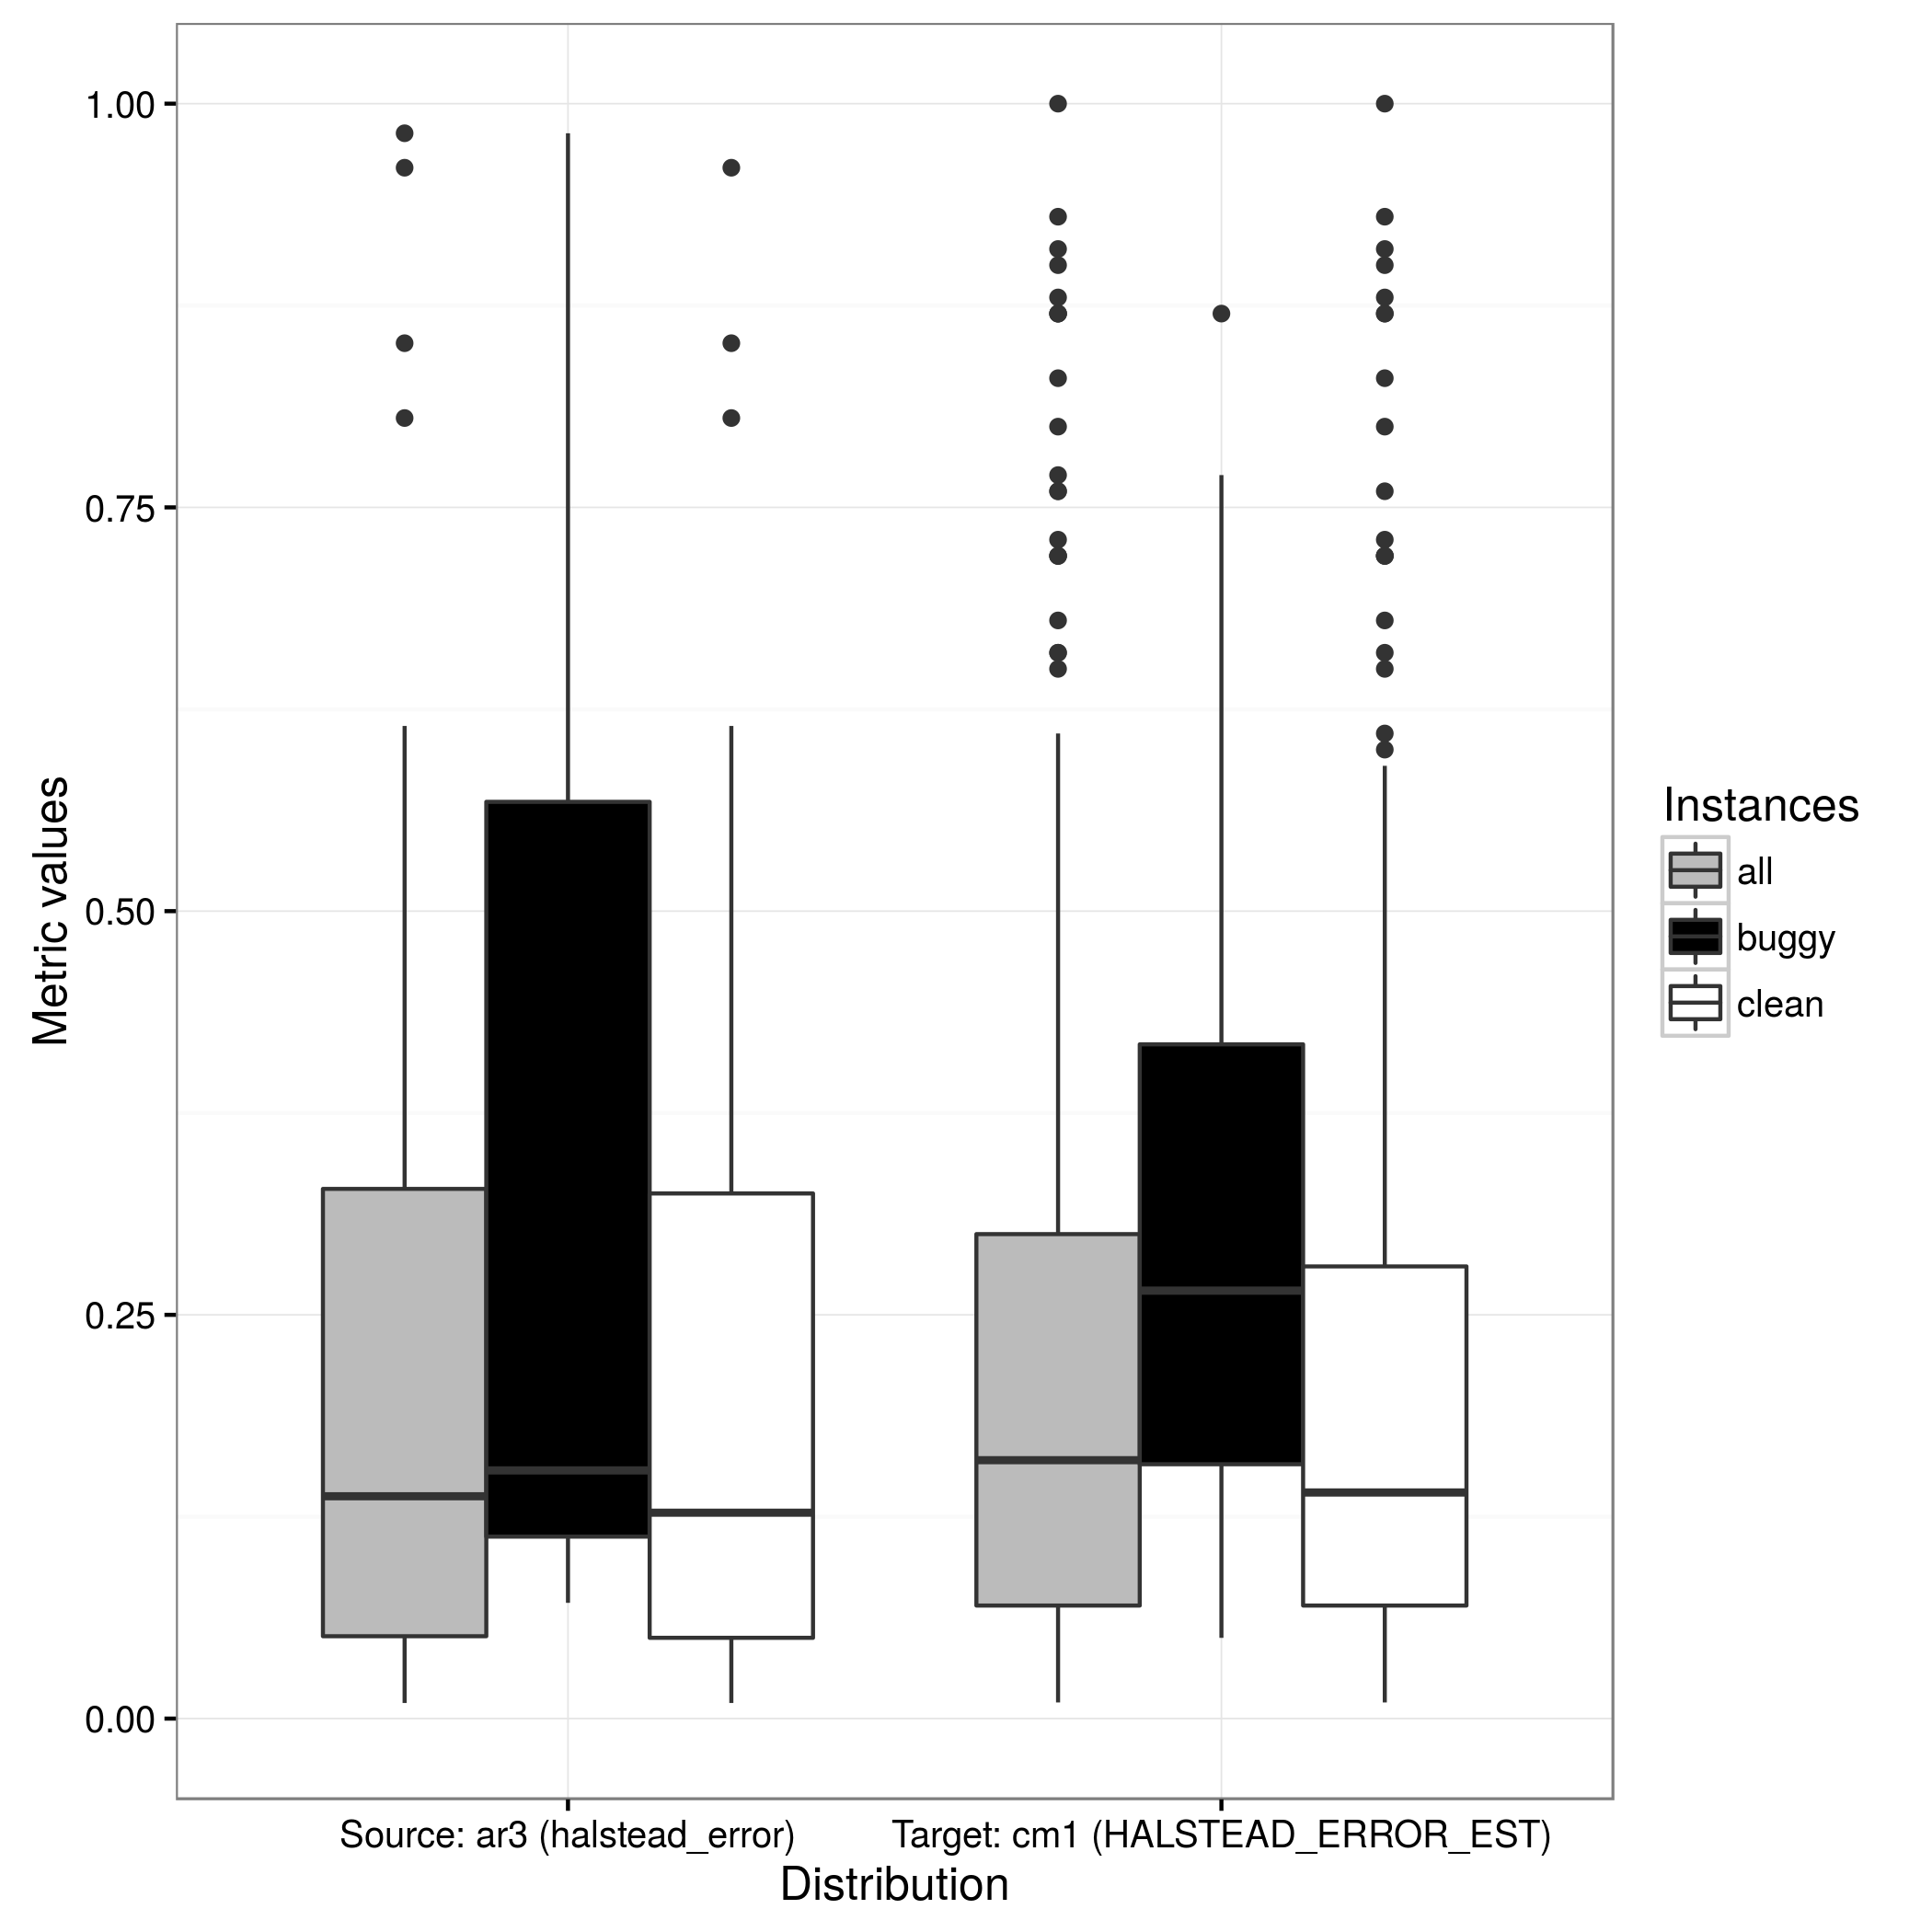 1.00
0.75
0.50
0.25
0.00
Metric values
Source: ar3 (halstead_error)
Target: cm1 (HALSTEAD_ERROR_EST)
Distribution
Instances
all
buggy
clean